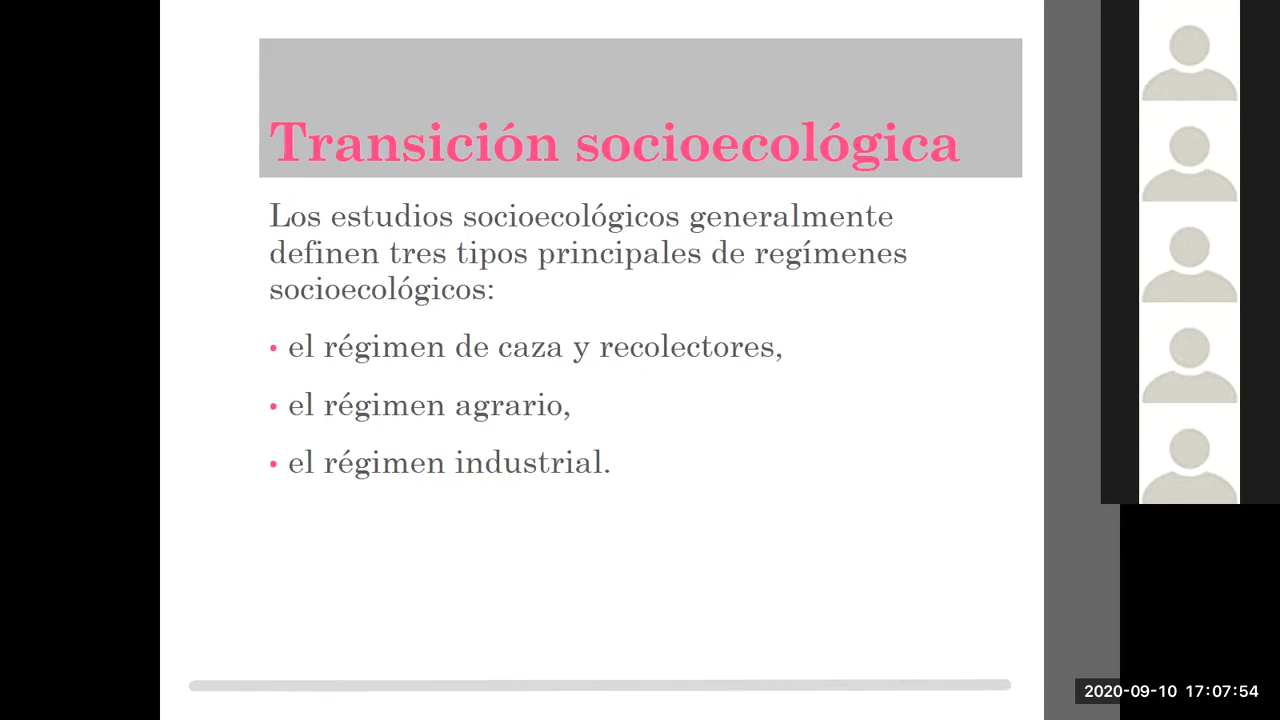 Transición socioecológica
Los estudios socioecológicos generalmente
definen tres tipos principales de regímenes
socioecológicos:
• el régimen de caza y recolectores,
• el régimen agrario,
• el régimen industrial.
2020-09-10 17:07:54